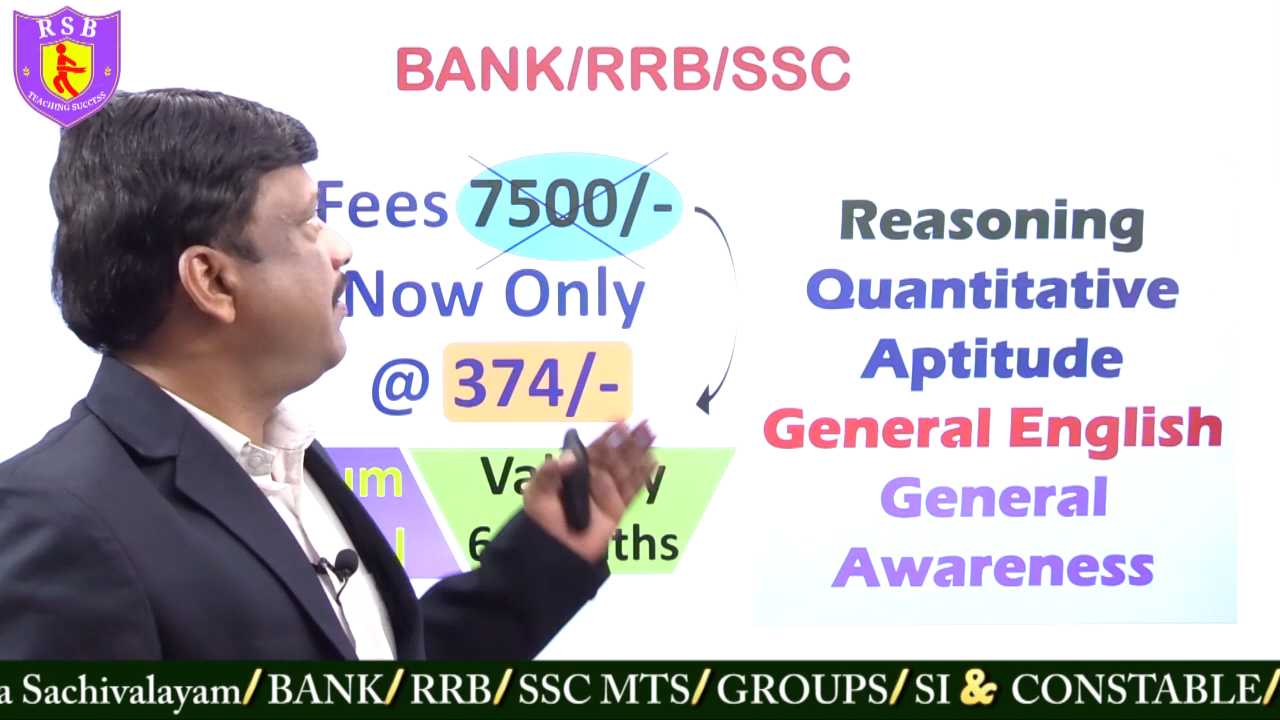 RSB
TEACHING SUCCESS
BANK/RRB/SSC
Fees 7500/-
Now Only
@ 374/-
Reasoning
Quantitative
Aptitude
General English
General
Awareness
a Sachivalayam/BANK/RRB/SSC MTS/GROUPS/SI & CONSTABLE/